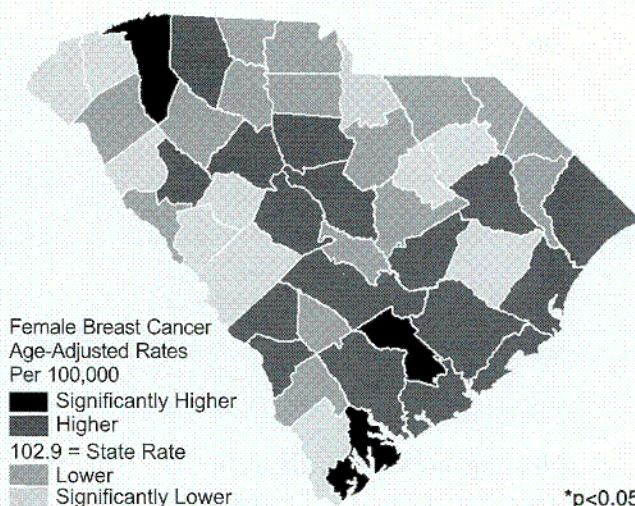 Female Breast Cancer
Age-Adjusted Rates
Per 100,000
Significantly Higher
Higher
102.9 = State Rate
Lower
Significantly Lower
*p<0.05